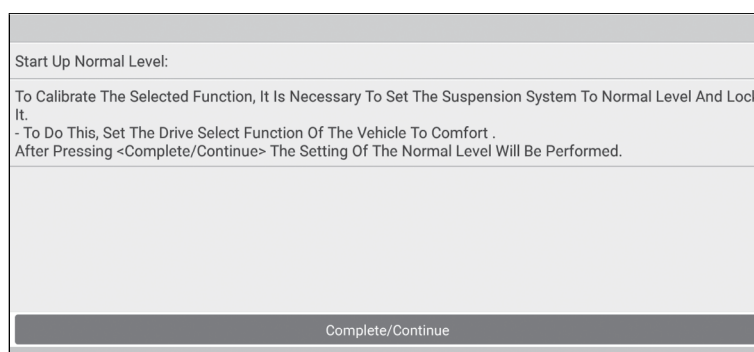 Start Up Normal Level:
To Calibrate The Selected Function, It Is Necessary To Set The Suspension System To Normal Level And Lock
It.
- To Do This, Set The Drive Select Function Of The Vehicle To Comfort .
After Pressing <Complete/Continue> The Setting Of The Normal Level Will Be Performed.
Complete/Continue